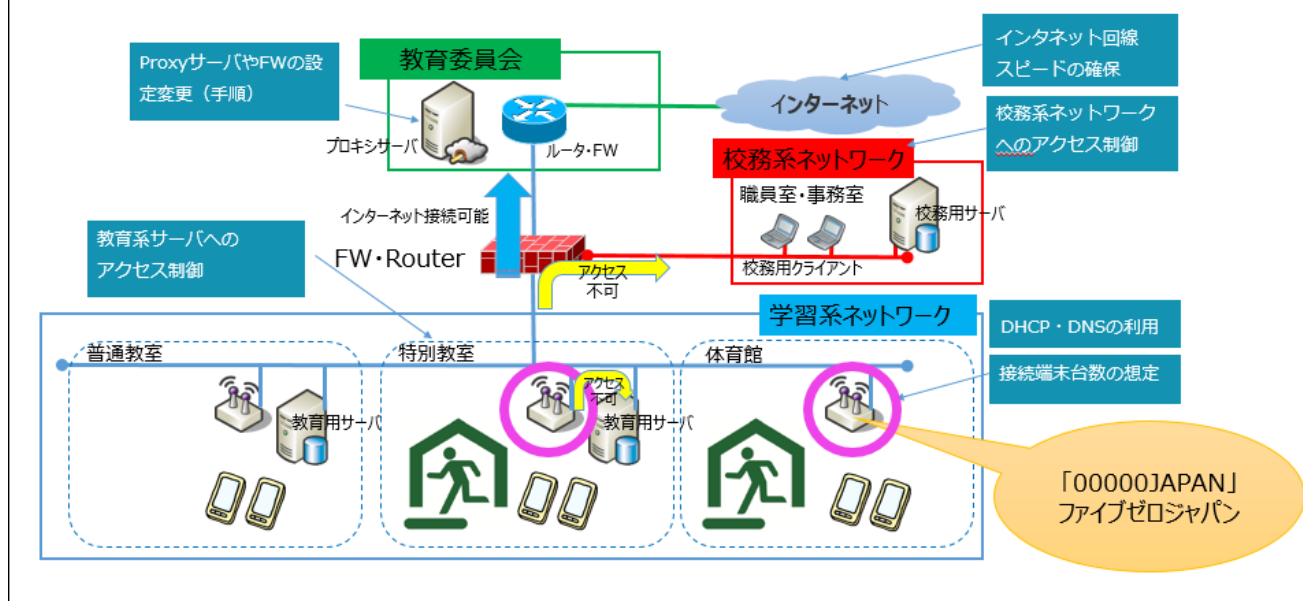 ProxyサーバやFWの設
定変更（手順）
教育委員会
プロキシサーバ
ルータ・FW
インターネット
インタネット回線
スピードの確保
校務系ネットワーク
へのアクセス制御
校務系ネットワーク
職員室・事務室
校務用サーバ
校務用クライアント
インターネット接続可能
FW・Router
アクセス
不可
教育系サーバへの
アクセス制御
学習系ネットワーク
DHCP・DNSの利用
接続端末台数の想定
普通教室
教育用サーバ
特別教室
アクセス
不可
教育用サーバ
体育館
「00000JAPAN」
ファイブゼロジャパン